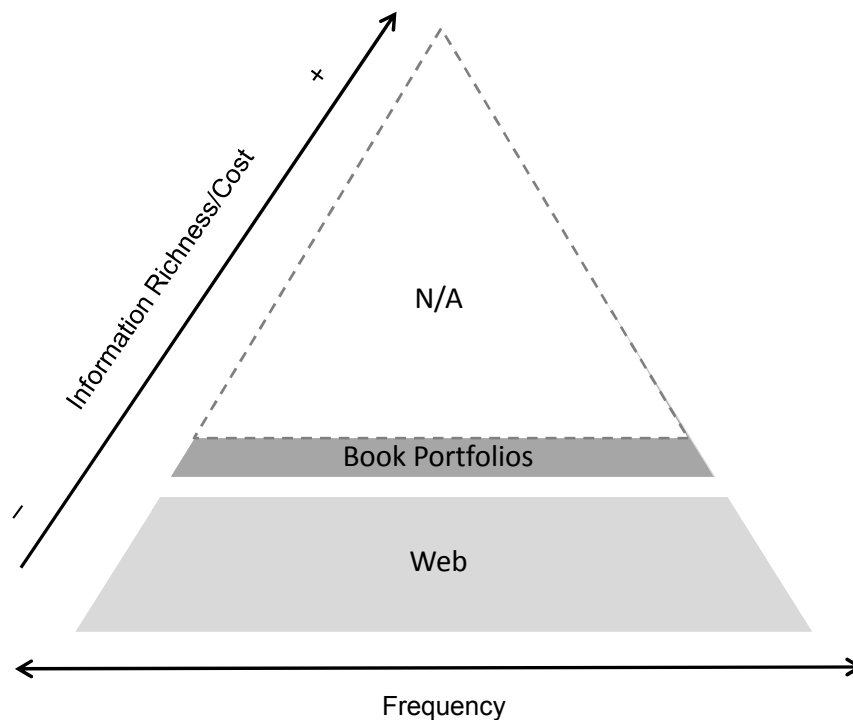 +
Information Richness/Cost
N/A
Book Portfolios
–
Web
Frequency